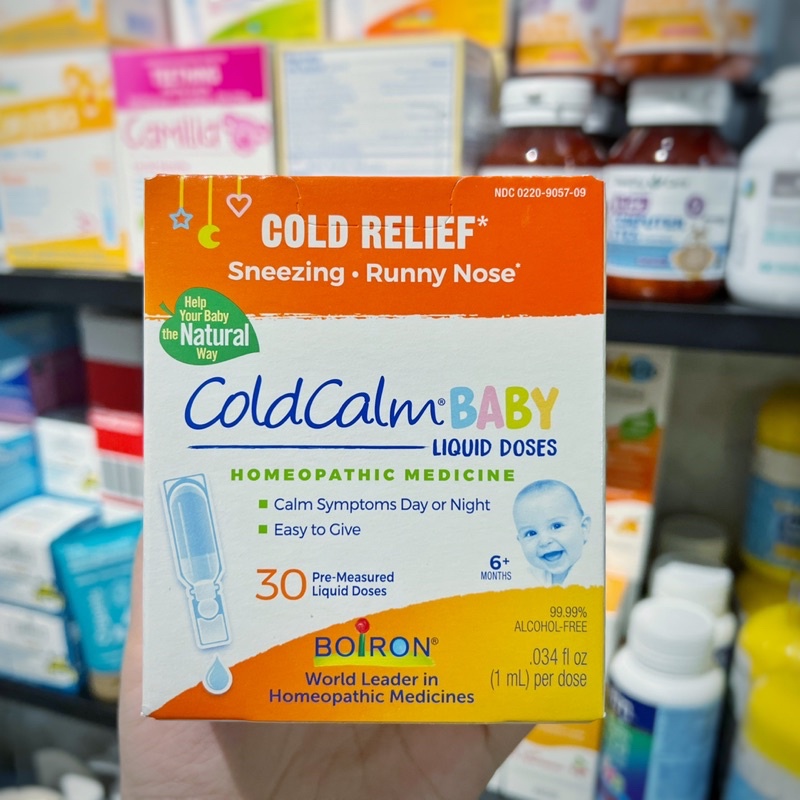 NDC 0220-9057-09
COLD RELIEF*
Sneezing • Runny Nose*
Help
Your Baby
the Natural
Way
ColdCalm® BABY
LIQUID DOSES
HOMEOPATHIC MEDICINE
Calm Symptoms Day or Night
Easy to Give
6+
MONTHS
30 Pre-Measured
Liquid Doses
99.99%
ALCOHOL-FREE
BOIRON®
.034 fl oz
(1 mL) per dose
World Leader in
Homeopathic Medicines
TEETHING
Camilia